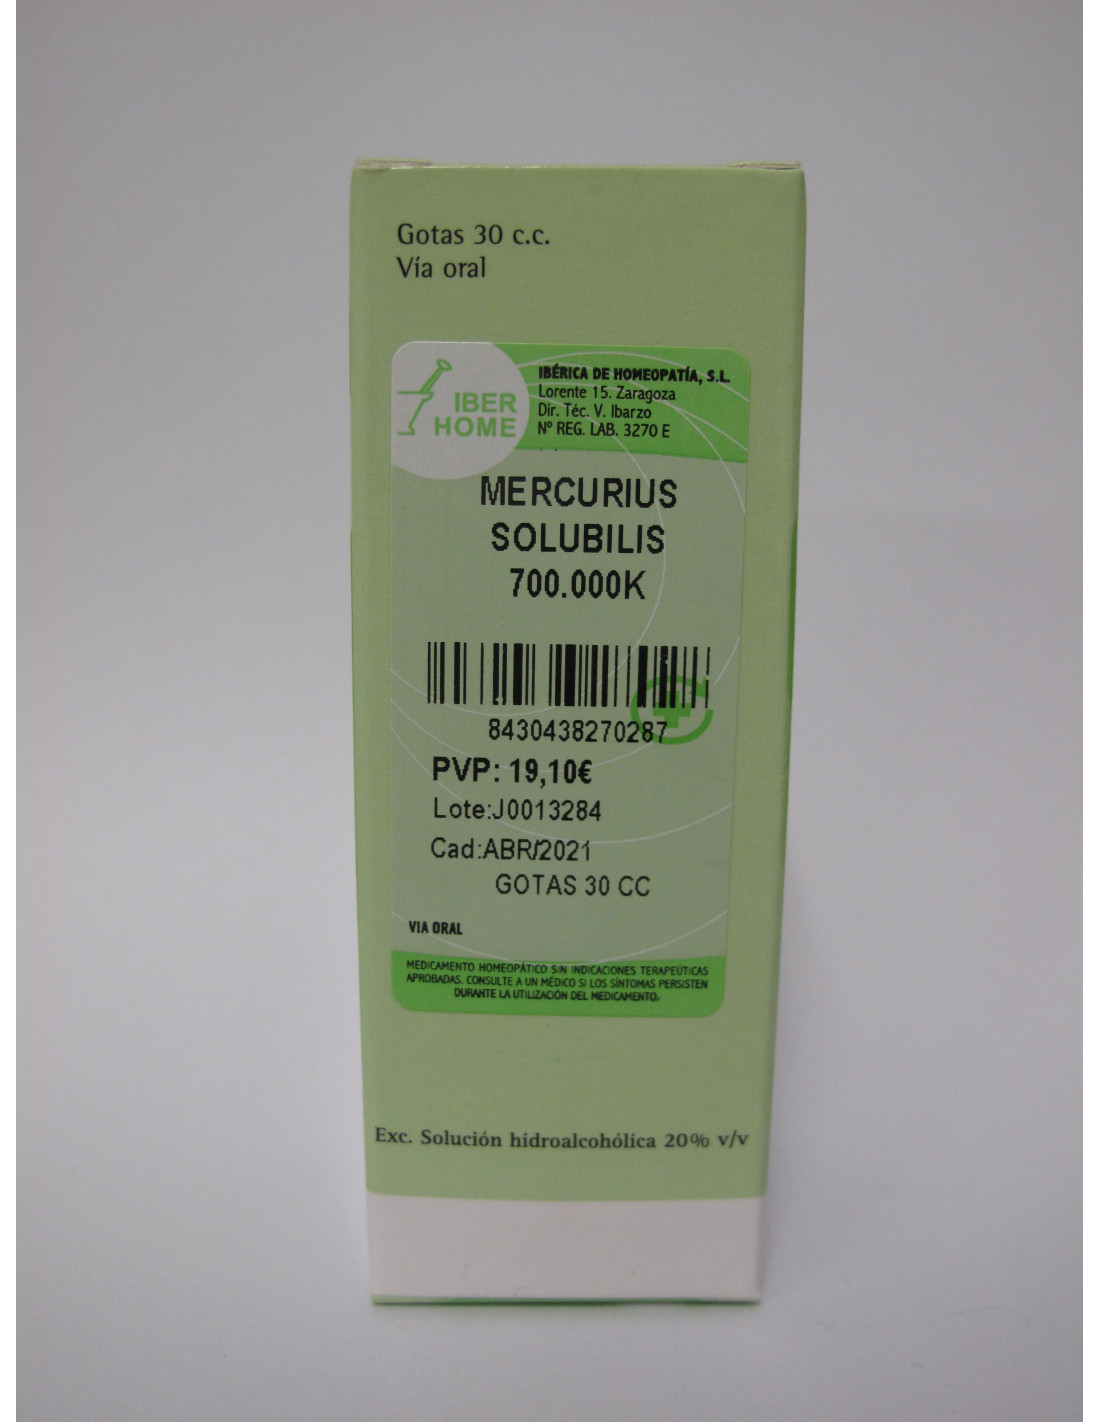 Gotas 30 c.c.
Vía oral
IBER
HOME
IBÉRICA DE HOMEOPATÍA, S.L.
Lorente 15. Zaragoza
Dir. Téc. V. Ibarzo
Nº REG. LAB. 3270 E
MERCURIUS
SOLUBILIS
700.000K
8430438270287
PVP: 19,10€
Lote:J0013284
Cad:ABR/2021
GOTAS 30 CC
VIA ORAL
MEDICAMENTO HOMEOPÁTICO SIN INDICACIONES TERAPEÚTICAS
APROBADAS. CONSULTE A UN MÉDICO SI LOS SÍNTOMAS PERSISTEN
DURANTE LA UTILIZACIÓN DEL MEDICAMENTO.
Exc. Solución hidroalcohólica 20% v/v